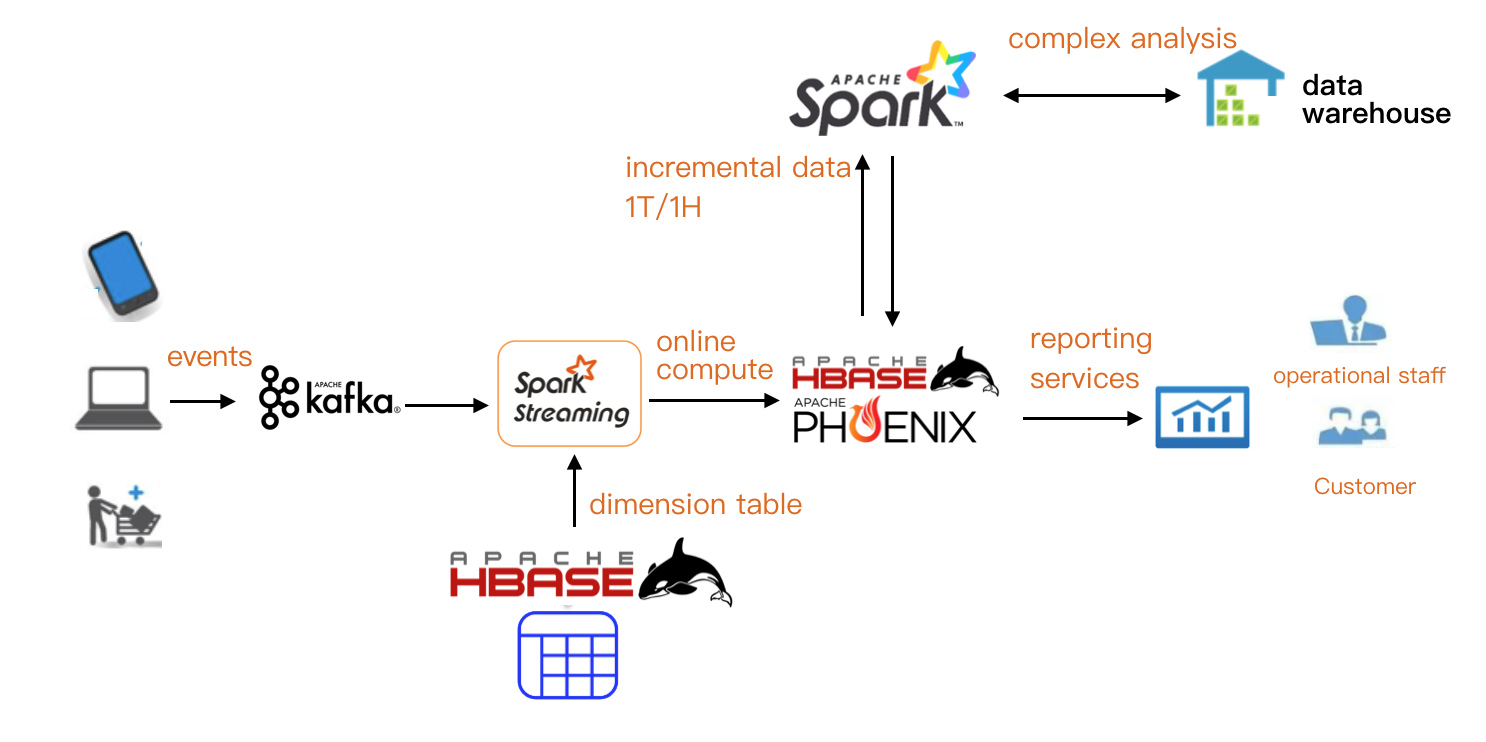 complex analysis
APACHE
Spark™
data
warehouse
incremental data
1T/1H
events
APACHE
kafka®
Spark
Streaming
online
compute
APACHE
HBASE
APACHE
PHOENIX
reporting
services
operational staff
Customer
dimension table
APACHE
HBASE